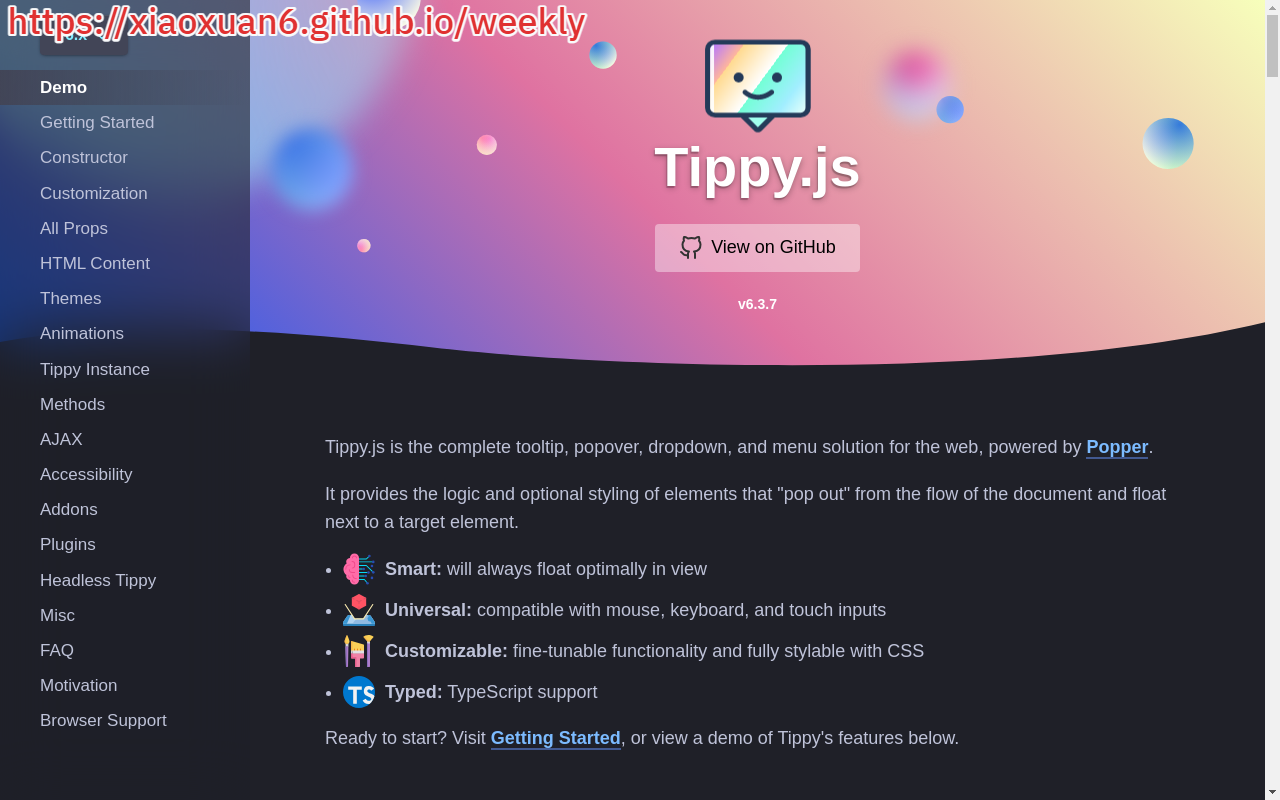 https://xiaoxuan6.github.io/weekly
Demo
Getting Started
Constructor
Customization
All Props
HTML Content
Themes
Animations
Tippy Instance
Methods
AJAX
Accessibility
Addons
Plugins
Headless Tippy
Misc
FAQ
Motivation
Browser Support
Tippy.js
View on GitHub
v6.3.7
Tippy.js is the complete tooltip, popover, dropdown, and menu solution for the web, powered by Popper.
It provides the logic and optional styling of elements that "pop out" from the flow of the document and float
next to a target element.
Smart: will always float optimally in view
Universal: compatible with mouse, keyboard, and touch inputs
Customizable: fine-tunable functionality and fully stylable with CSS
TS Typed: TypeScript support
Ready to start? Visit Getting Started, or view a demo of Tippy's features below.